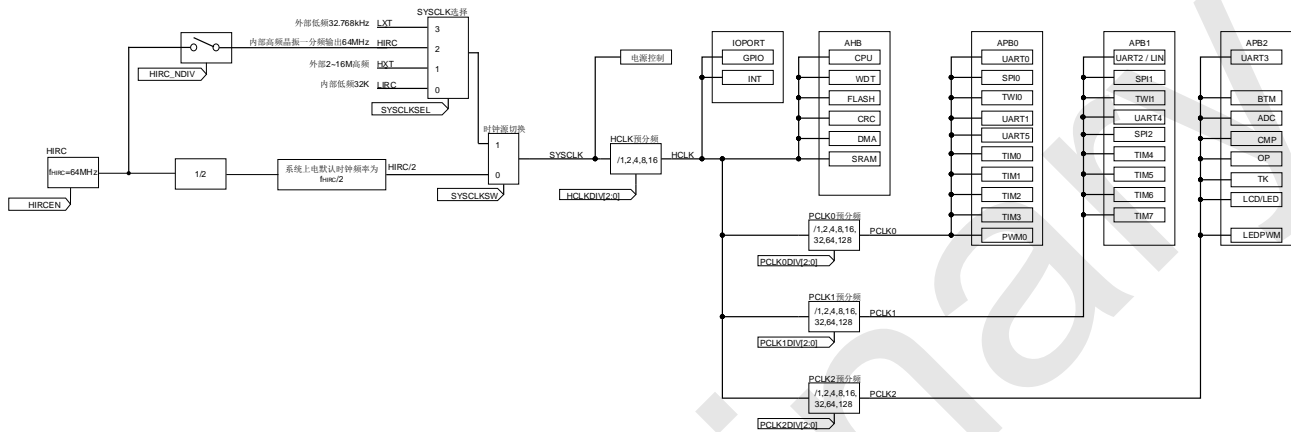 SYSCLK选择
外部低频32.768kHz LXT
3
内部高频晶振一分频输出64MHz HIRC
2
外部2~16M高频 HXT
1
内部低频32K LIRC
0
HIRC_NDIV
SYSCLKSEL
HIRC
fHIRC=64MHz
HIRCEN
1/2
系统上电默认时钟频率为
fHIRC/2
HIRC/2
时钟源切换
1
0
SYSCLKSW
SYSCLK
电源控制
HCLK预分频
/1,2,4,8,16
HCLK
HCLKDIV[2:0]
IOPORT
GPIO
INT
AHB
CPU
WDT
FLASH
CRC
DMA
SRAM
PCLK0预分频
/1,2,4,8,16,
32,64,128
PCLK0
PCLK0DIV[2:0]
PCLK1预分频
/1,2,4,8,16,
32,64,128
PCLK1
PCLK1DIV[2:0]
PCLK2预分频
/1,2,4,8,16,
32,64,128
PCLK2
PCLK2DIV[2:0]
APB0
UART0
SPI0
TWI0
UART1
UART5
TIM0
TIM1
TIM2
TIM3
PWM0
APB1
UART2 / LIN
SPI1
TWI1
UART4
SPI2
TIM4
TIM5
TIM6
TIM7
APB2
UART3
BTM
ADC
CMP
OP
TK
LCD/LED
LEDPWM
inary